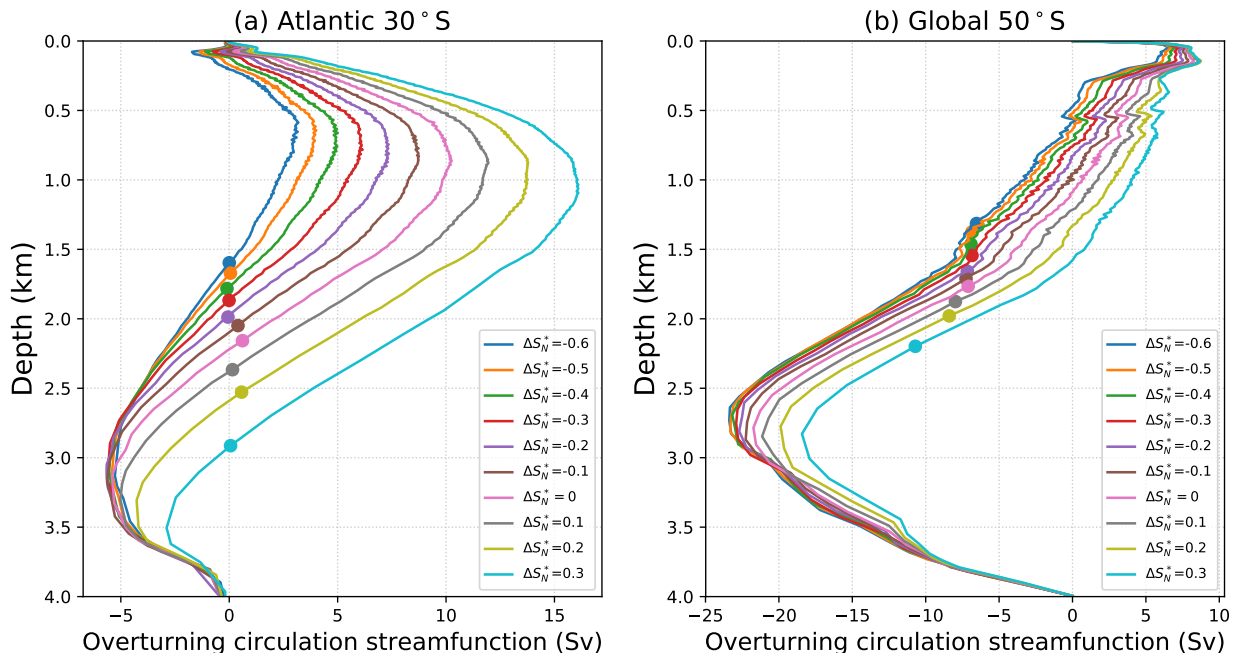 (a) Atlantic 30°S
0.0
0.5
1.0
1.5
2.0
2.5
3.0
3.5
4.0
Depth (km)
−5
0
5
10
15
Overturning circulation streamfunction (Sv)
ΔS*N=-0.6
ΔS*N=-0.5
ΔS*N=-0.4
ΔS*N=-0.3
ΔS*N=-0.2
ΔS*N=-0.1
ΔS*N= 0
ΔS*N=0.1
ΔS*N=0.2
ΔS*N=0.3
(b) Global 50°S
0.0
0.5
1.0
1.5
2.0
2.5
3.0
3.5
4.0
Depth (km)
−25
−20
−15
−10
−5
0
5
10
Overturning circulation streamfunction (Sv)
ΔS*N=-0.6
ΔS*N=-0.5
ΔS*N=-0.4
ΔS*N=-0.3
ΔS*N=-0.2
ΔS*N=-0.1
ΔS*N= 0
ΔS*N=0.1
ΔS*N=0.2
ΔS*N=0.3